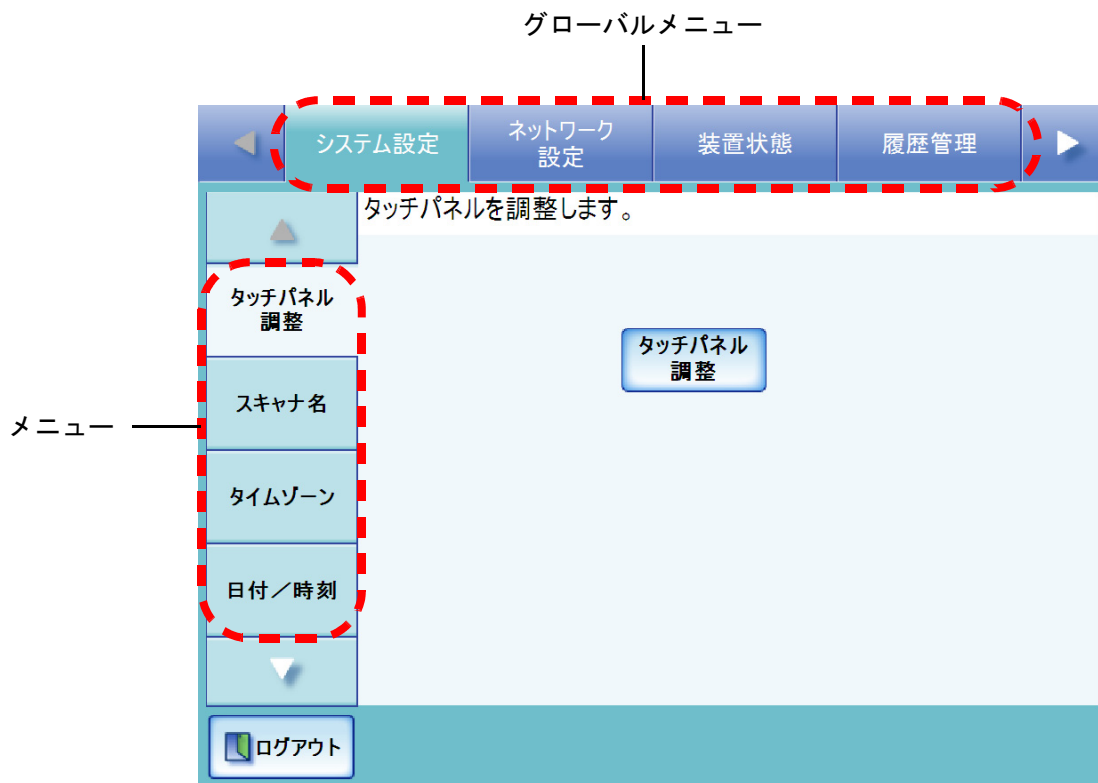 グローバルメニュー
システム設定
ネットワーク
設定
装置状態
履歴管理
タッチパネルを調整します。
タッチパネル
調整
タッチパネル
調整
スキャナ名
メニュー
タイムゾーン
日付／時刻
ログアウト